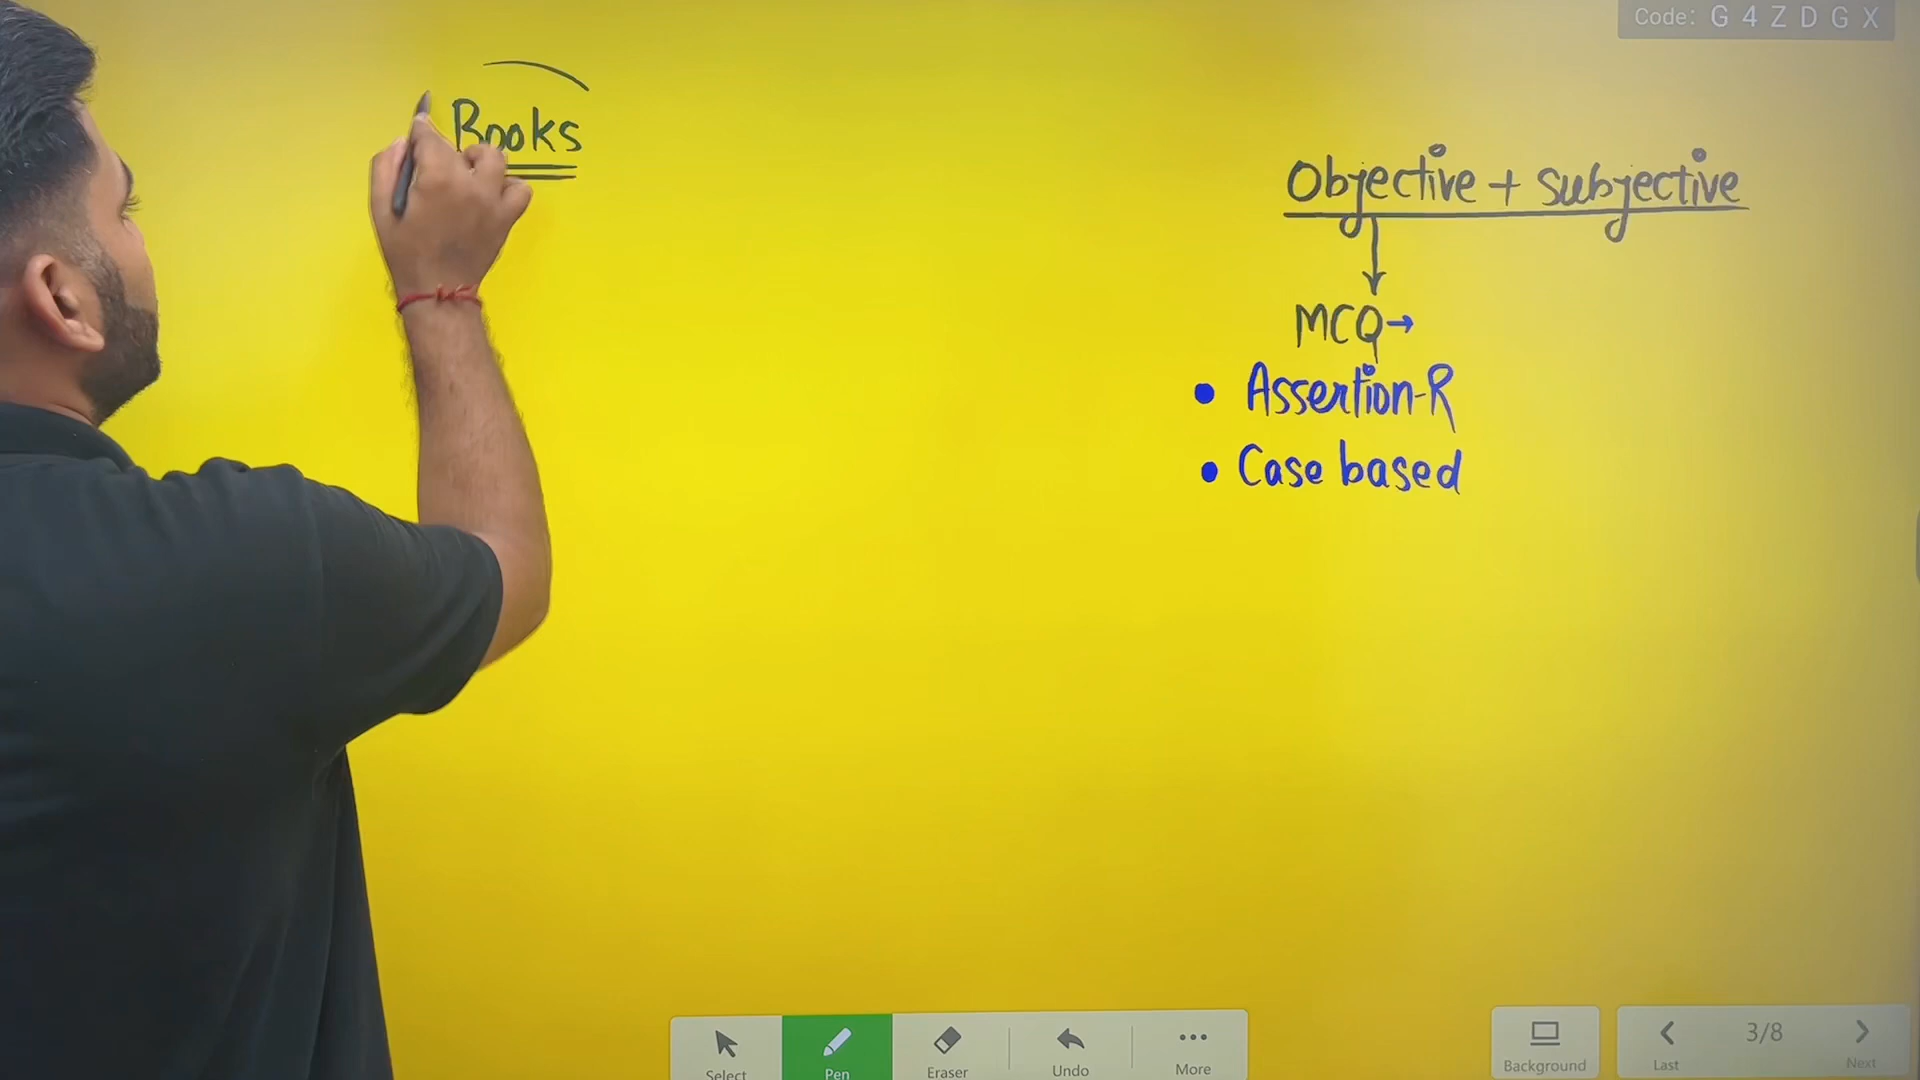 Code: G 4 Z D G X
Books
Objective + Subjective
MCQ→
• Assertion-R
• Case based
Select
Pen
Eraser
Undo
More
Background
Last
3/8
Next